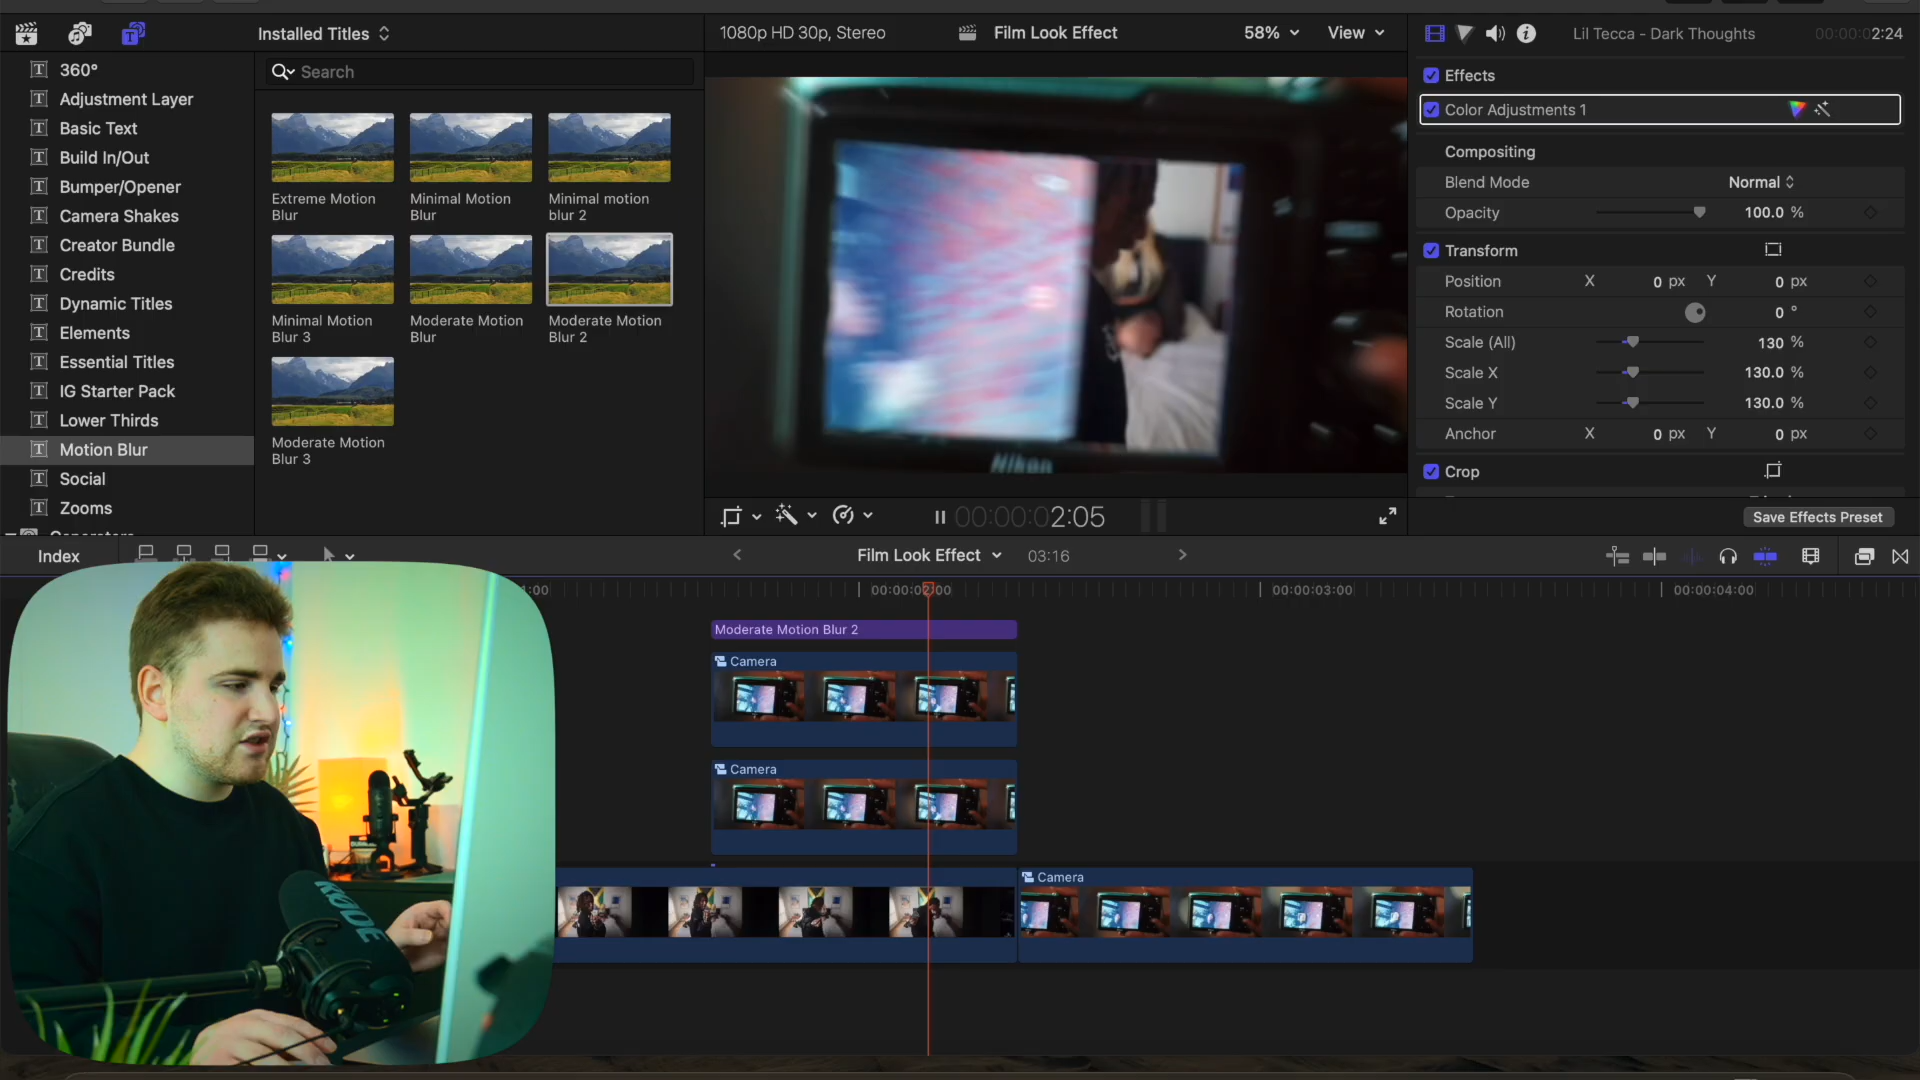 Installed Titles
1080p HD 30p, Stereo
Film Look Effect
58%
View
Lil Tecca - Dark Thoughts
00:00:02:24
360°
Adjustment Layer
Basic Text
Build In/Out
Bumper/Opener
Camera Shakes
Creator Bundle
Credits
Dynamic Titles
Elements
Essential Titles
IG Starter Pack
Lower Thirds
Motion Blur
Social
Zooms
Search
Extreme Motion
Blur
Minimal Motion
Blur
Minimal motion
blur 2
Minimal Motion
Blur 3
Moderate Motion
Blur
Moderate Motion
Blur 2
Moderate Motion
Blur 3
Nikon
00:00:02:05
Effects
Color Adjustments 1
Compositing
Blend Mode
Normal
Opacity
100.0 %
Transform
Position X 0 px Y 0 px
Rotation 0 °
Scale (All) 130 %
Scale X 130.0 %
Scale Y 130.0 %
Anchor X 0 px Y 0 px
Crop
Save Effects Preset
Index
Film Look Effect
03:16
:00
00:00:02:00
00:00:03:00
00:00:04:00
Moderate Motion Blur 2
Camera
Camera
Camera
RØDE